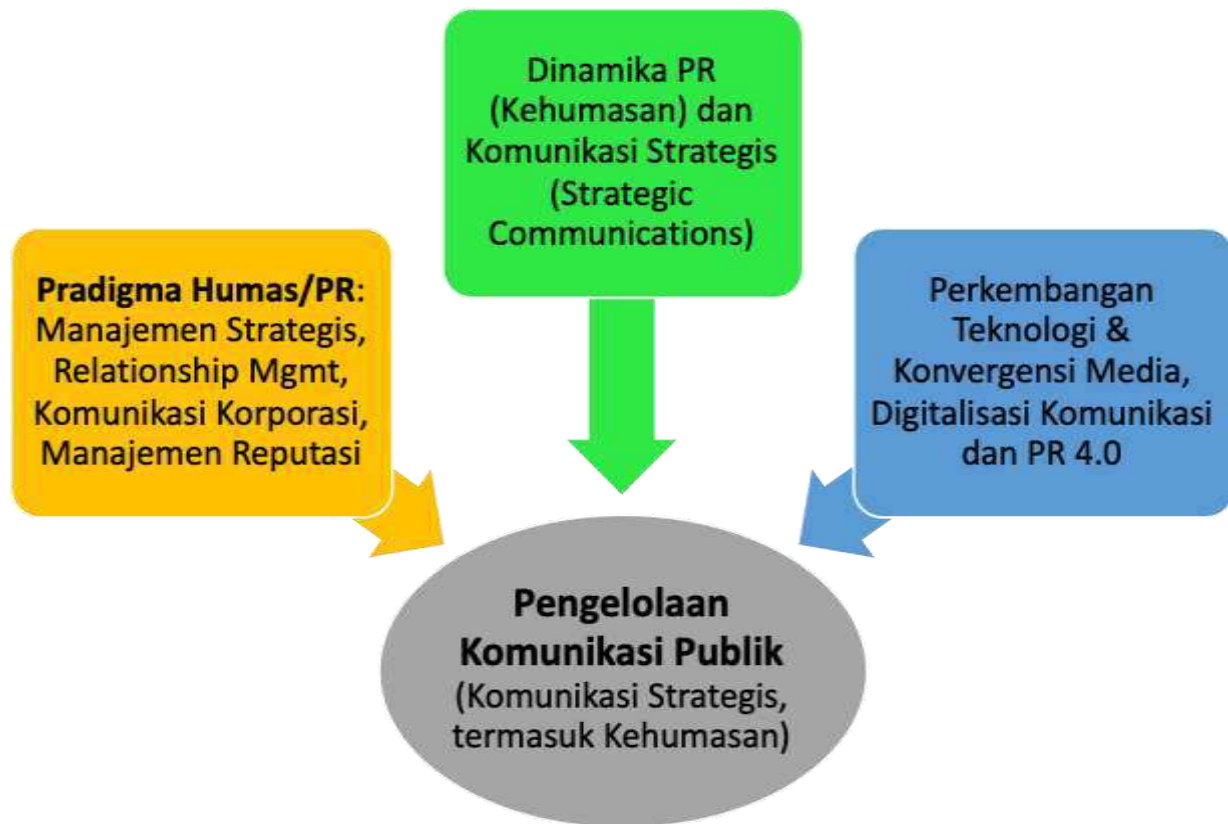 Dinamika PR
(Kehumasan) dan
Komunikasi Strategis
(Strategic
Communications)
Pradigma Humas/PR:
Manajemen Strategis,
Relationship Mgmt,
Komunikasi Korporasi,
Manajemen Reputasi
Perkembangan
Teknologi &
Konvergensi Media,
Digitalisasi Komunikasi
dan PR 4.0
Pengelolaan
Komunikasi Publik
(Komunikasi Strategis,
termasuk Kehumasan)